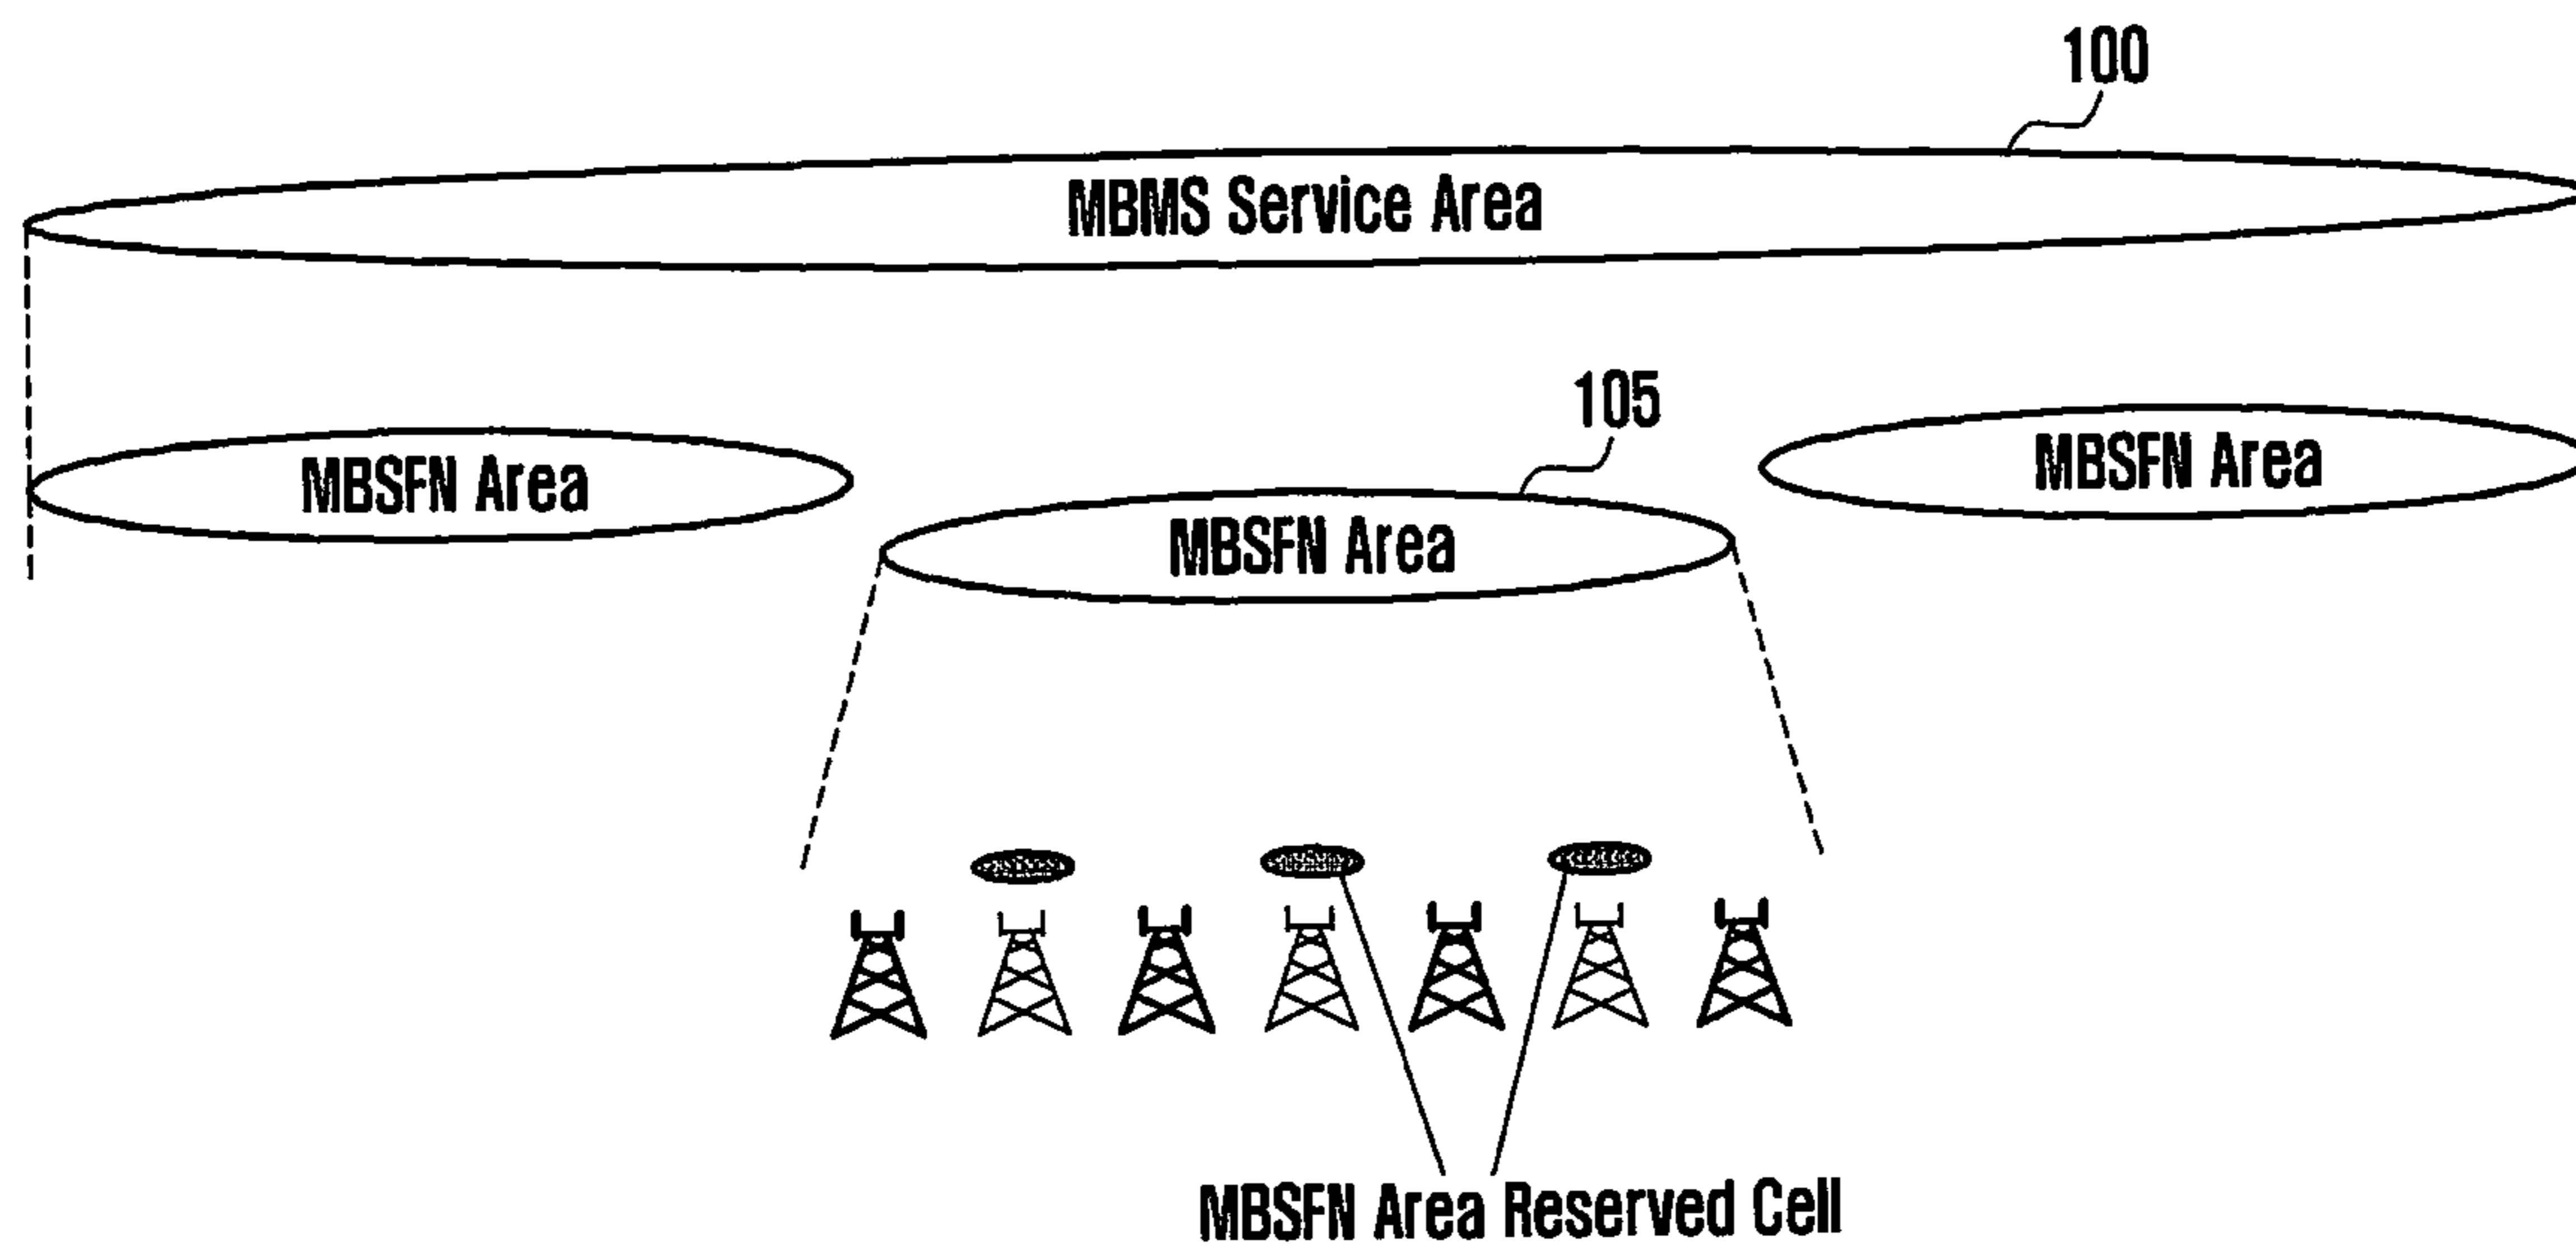 100
MBMS Service Area
105
MBSFN Area
MBSFN Area
MBSFN Area
MBSFN Area Reserved Cell